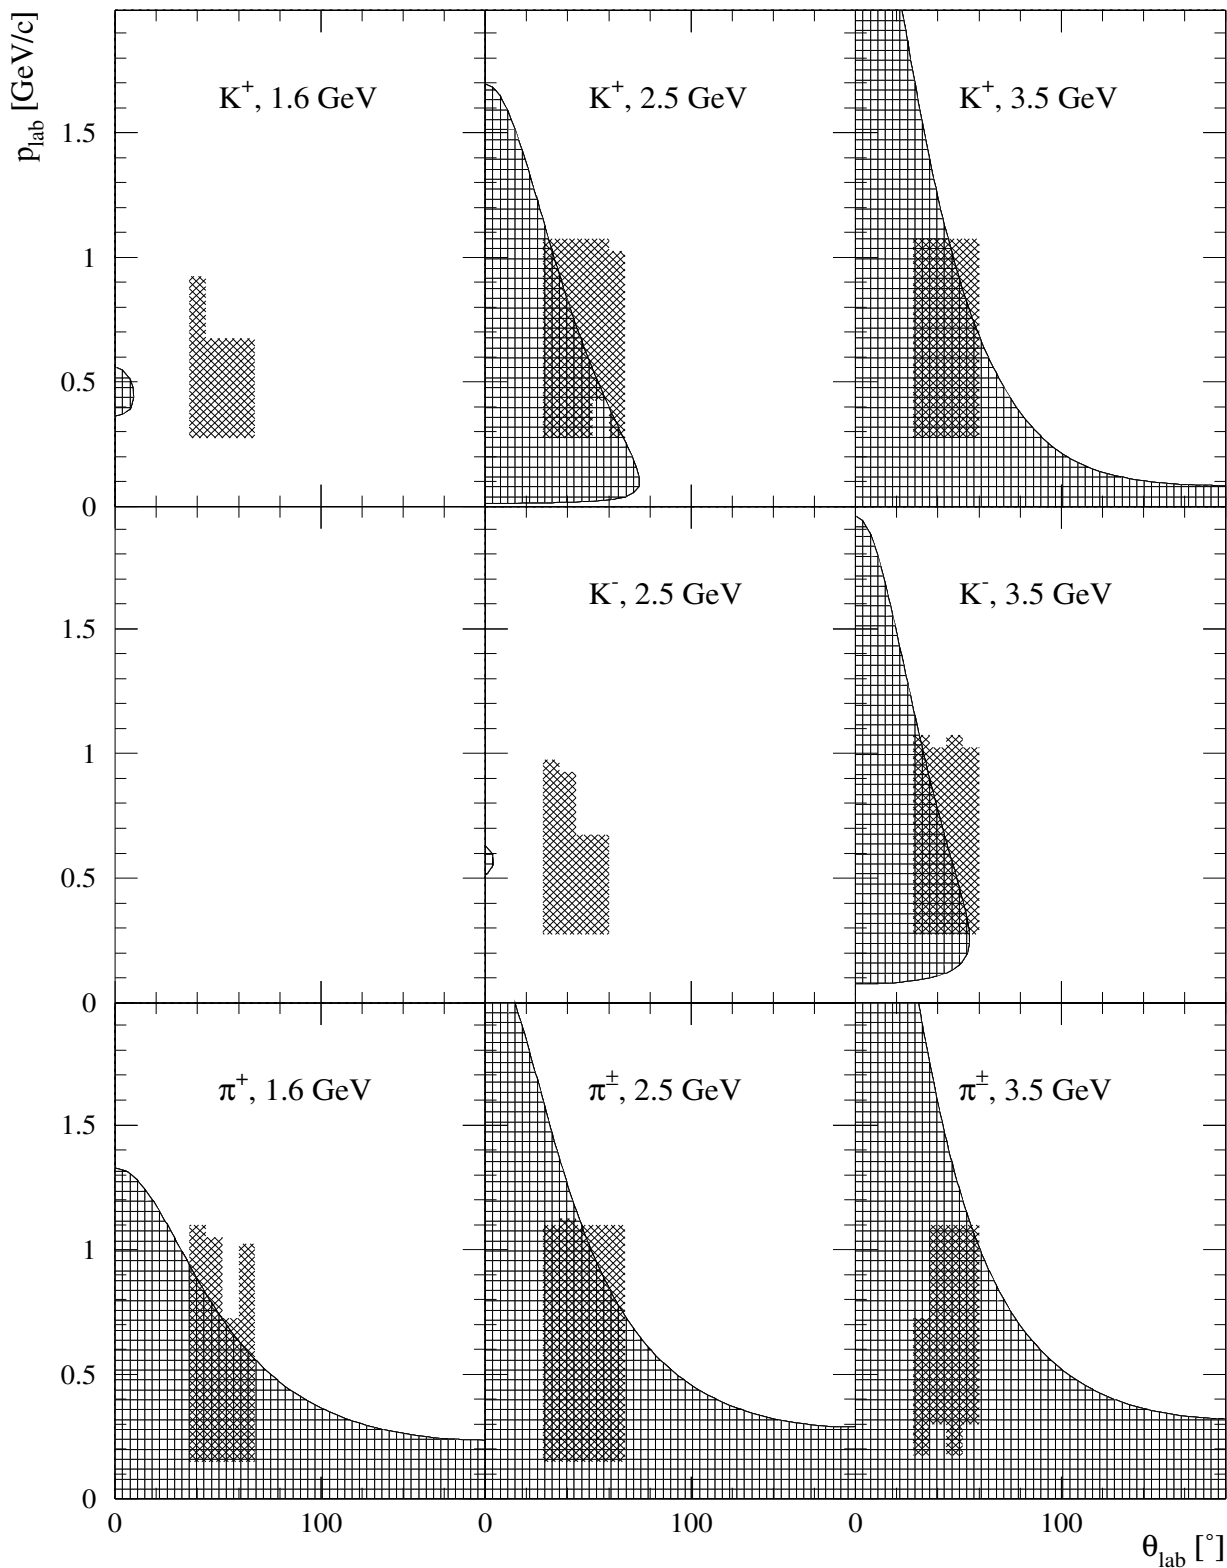 p_lab [GeV/c]
K⁺, 1.6 GeV
K⁺, 2.5 GeV
K⁺, 3.5 GeV
1.5
1
0.5
0
K⁻, 2.5 GeV
K⁻, 3.5 GeV
1.5
1
0.5
0
π⁺, 1.6 GeV
π±, 2.5 GeV
π±, 3.5 GeV
1.5
1
0.5
0
0 100 0 100 0 100
θ_lab [°]